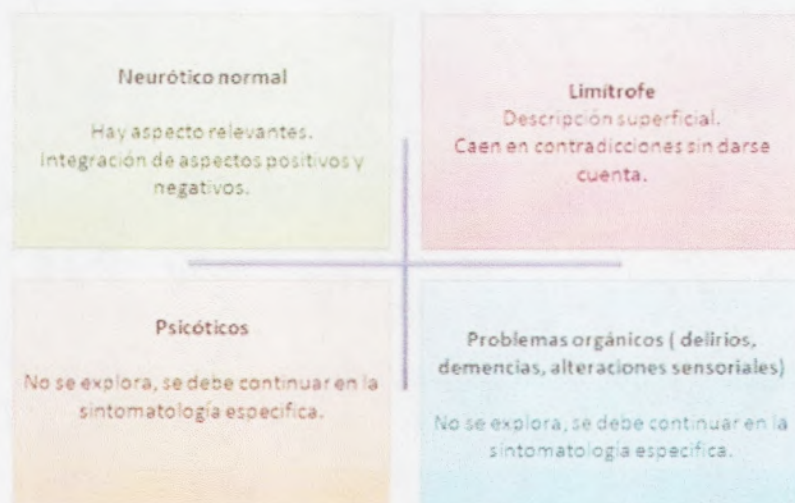 Neurótico normal
Hay aspecto relevantes.
Integración de aspectos positivos y
negativos.
Limítrofe
Descripción superficial.
Caen en contradicciones sin darse
cuenta.
Psicóticos
No se explora, se debe continuar en la
sintomatología especifica.
Problemas orgánicos ( delirios,
demencias, alteraciones sensoriales)
No se explora, se debe continuar en la
sintomatología especifica.